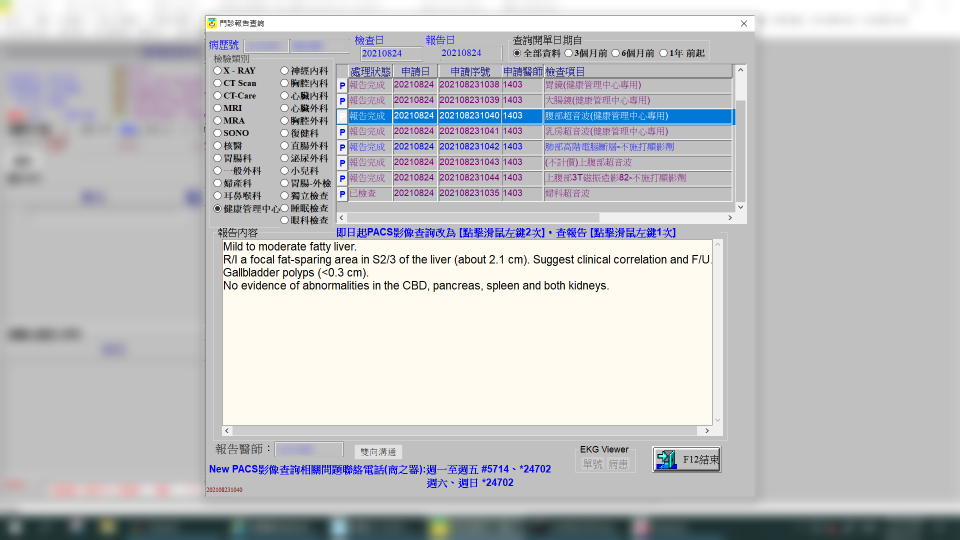 門診報告查詢
病歷號
檢查日
報告日
20210824
20210824
查詢開單日期自
全部資料 3個月前 6個月前 1年 前起
檢驗類別
X - RAY 神經內科
CT Scan 胸腔內科
CT-Care 心臟內科
MRI 心臟外科
MRA 胸腔外科
SONO 復健科
核醫 直腸外科
胃腸科 泌尿外科
一般外科 小兒科
婦產科 胃腸-外檢
耳鼻喉科 獨立檢查
健康管理中心 睡眠檢查
眼科檢查
處理狀態 申請日 申請序號 申請醫師 檢查項目
P 報告完成 20210824 202108231038 1403 胃鏡(健康管理中心專用)
P 報告完成 20210824 202108231039 1403 大腸鏡(健康管理中心專用)
報告完成 20210824 202108231040 1403 腹部超音波(健康管理中心專用)
P 報告完成 20210824 202108231041 1403 乳房超音波(健康管理中心專用)
P 報告完成 20210824 202108231042 1403 肺部高階電腦斷層-不施打顯影劑
P 報告完成 20210824 202108231043 1403 (不計價)上腹部超音波
P 報告完成 20210824 202108231044 1403 上腹部3T磁振造影82-不施打顯影劑
P 已檢查 20210824 202108231035 1403 婦科超音波
報告內容
即日起PACS影像查詢改為 [點擊滑鼠左鍵2次]，查報告 [點擊滑鼠左鍵1次]
Mild to moderate fatty liver.
R/I a focal fat-sparing area in S2/3 of the liver (about 2.1 cm). Suggest clinical correlation and F/U.
Gallbladder polyps (<0.3 cm).
No evidence of abnormalities in the CBD, pancreas, spleen and both kidneys.
報告醫師：
雙向溝通
EKG Viewer
單號 病患
F12結束
New PACS影像查詢相關問題聯絡電話(商之器):週一至週五 #5714、*24702
週六、週日 *24702
202108231040